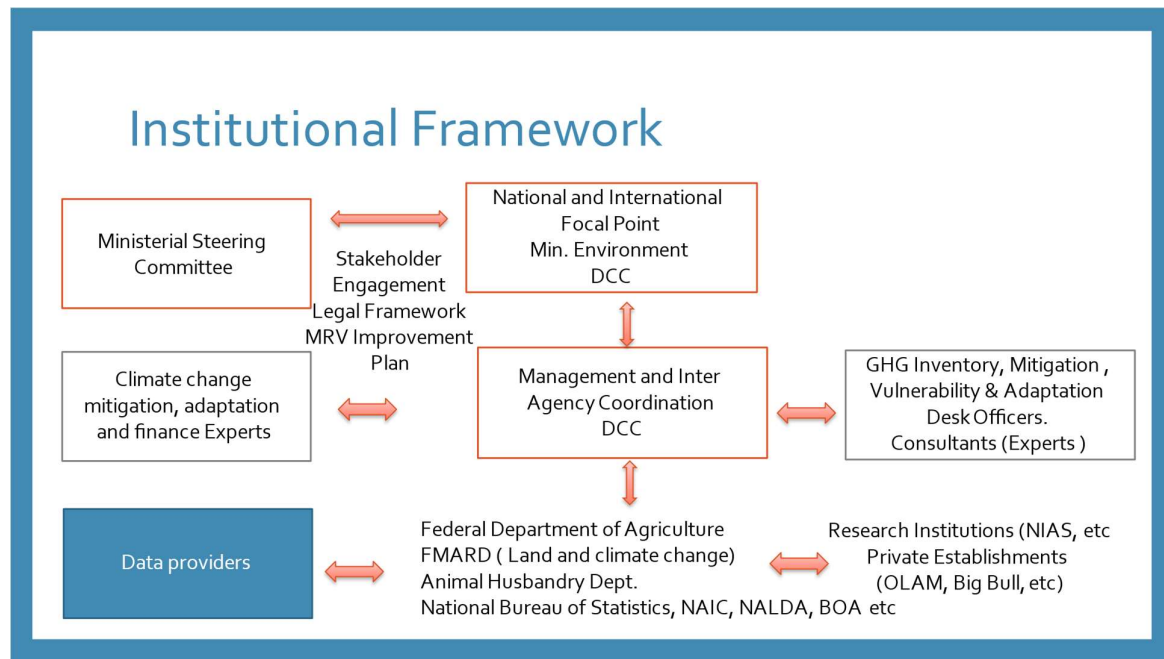 Institutional Framework
Ministerial Steering
Committee
National and International
Focal Point
Min. Environment
DCC
Stakeholder
Engagement
Legal Framework
MRV Improvement
Plan
Climate change
mitigation, adaptation
and finance Experts
Management and Inter
Agency Coordination
DCC
GHG Inventory, Mitigation ,
Vulnerability & Adaptation
Desk Officers.
Consultants (Experts )
Data providers
Federal Department of Agriculture
FMARD ( Land and climate change)
Animal Husbandry Dept.
National Bureau of Statistics, NAIC, NALDA, BOA etc
Research Institutions (NIAS, etc
Private Establishments
(OLAM, Big Bull, etc)